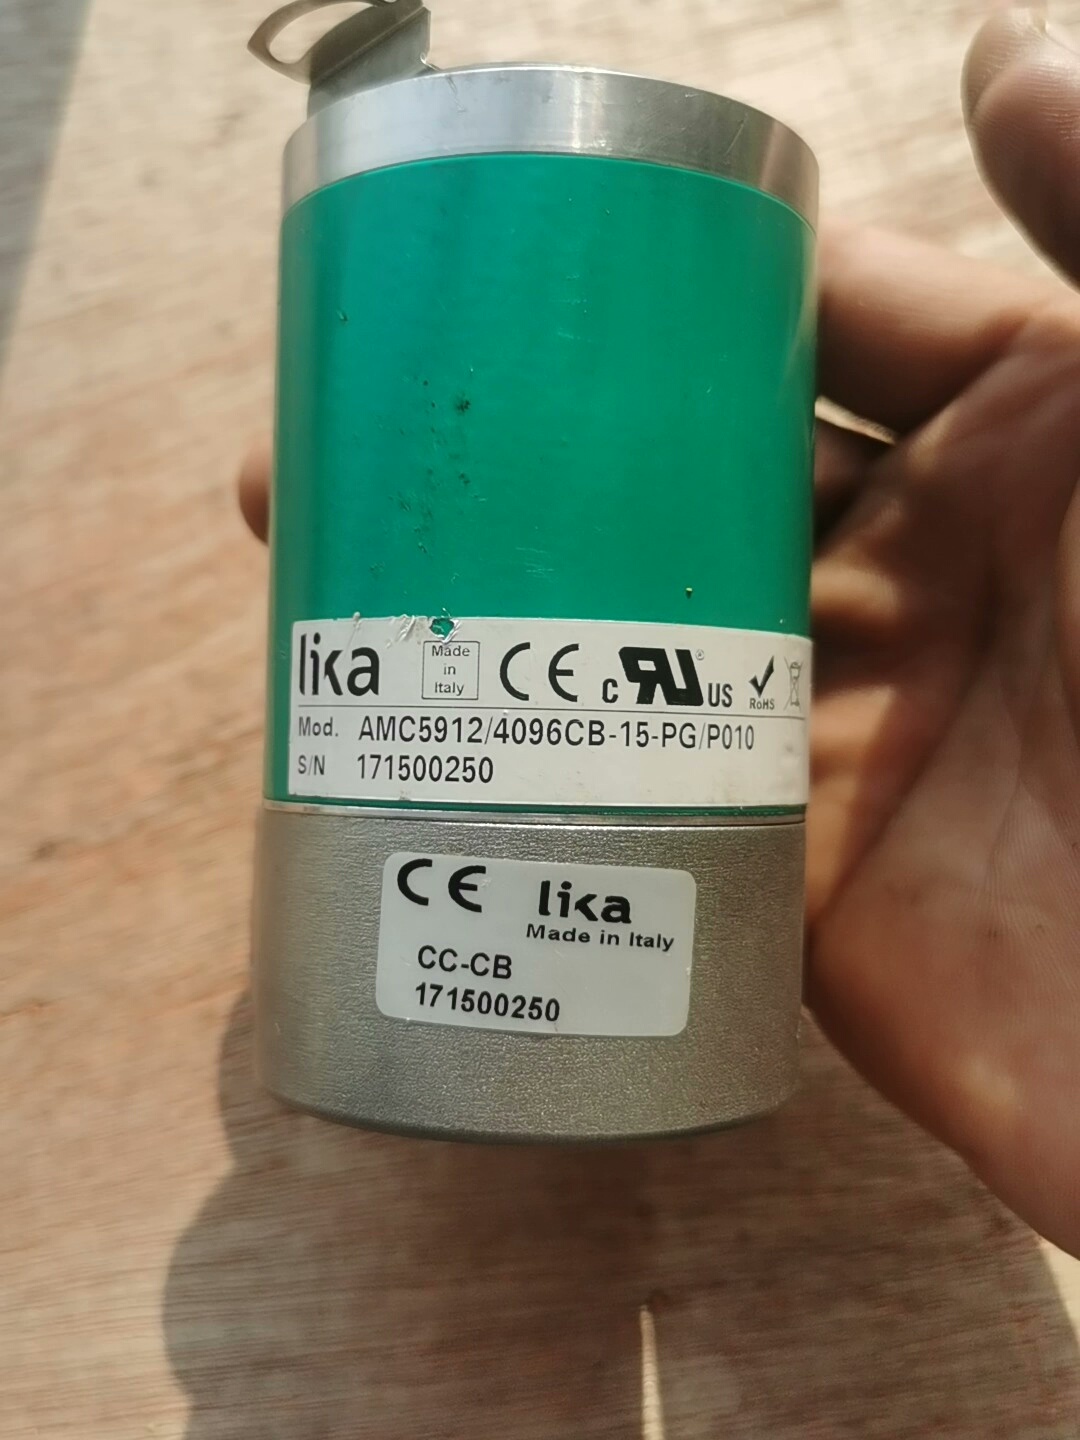 lika Made in Italy CE c RU® US RoHS
Mod. AMC5912/4096CB-15-PG/P010
S/N 171500250
CE lika
Made in Italy
CC-CB
171500250